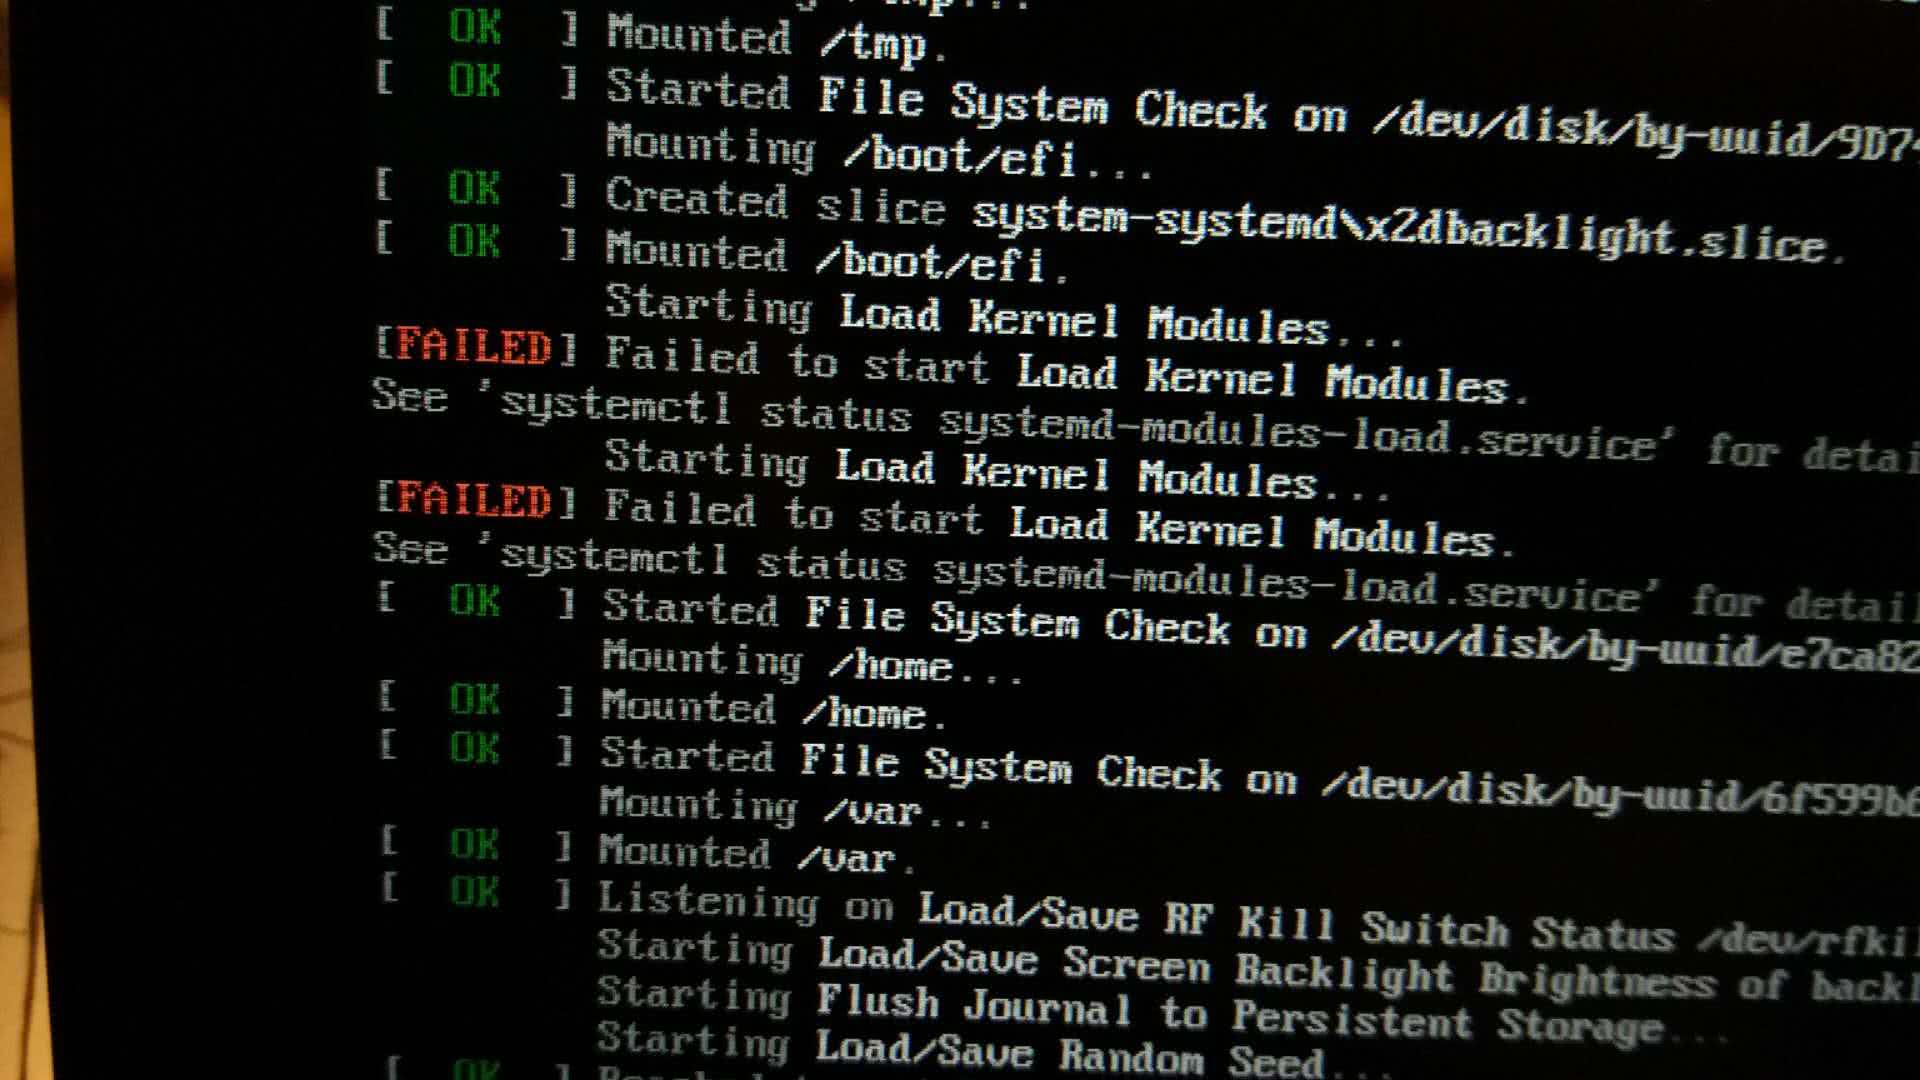 [  OK  ] Mounted /tmp.
[  OK  ] Started File System Check on /dev/disk/by-uuid/9D74
Mounting /boot/efi...
[  OK  ] Created slice system-systemd\x2dbacklight.slice.
[  OK  ] Mounted /boot/efi.
Starting Load Kernel Modules...
[FAILED] Failed to start Load Kernel Modules.
See 'systemctl status systemd-modules-load.service' for detai
Starting Load Kernel Modules...
[FAILED] Failed to start Load Kernel Modules.
See 'systemctl status systemd-modules-load.service' for detail
[  OK  ] Started File System Check on /dev/disk/by-uuid/e7ca82
Mounting /home...
[  OK  ] Mounted /home.
[  OK  ] Started File System Check on /dev/disk/by-uuid/6f599b6
Mounting /var...
[  OK  ] Mounted /var.
[  OK  ] Listening on Load/Save RF Kill Switch Status /dev/rfkil
Starting Load/Save Screen Backlight Brightness of backl
Starting Flush Journal to Persistent Storage...
Starting Load/Save Random Seed...
[  OK  ]